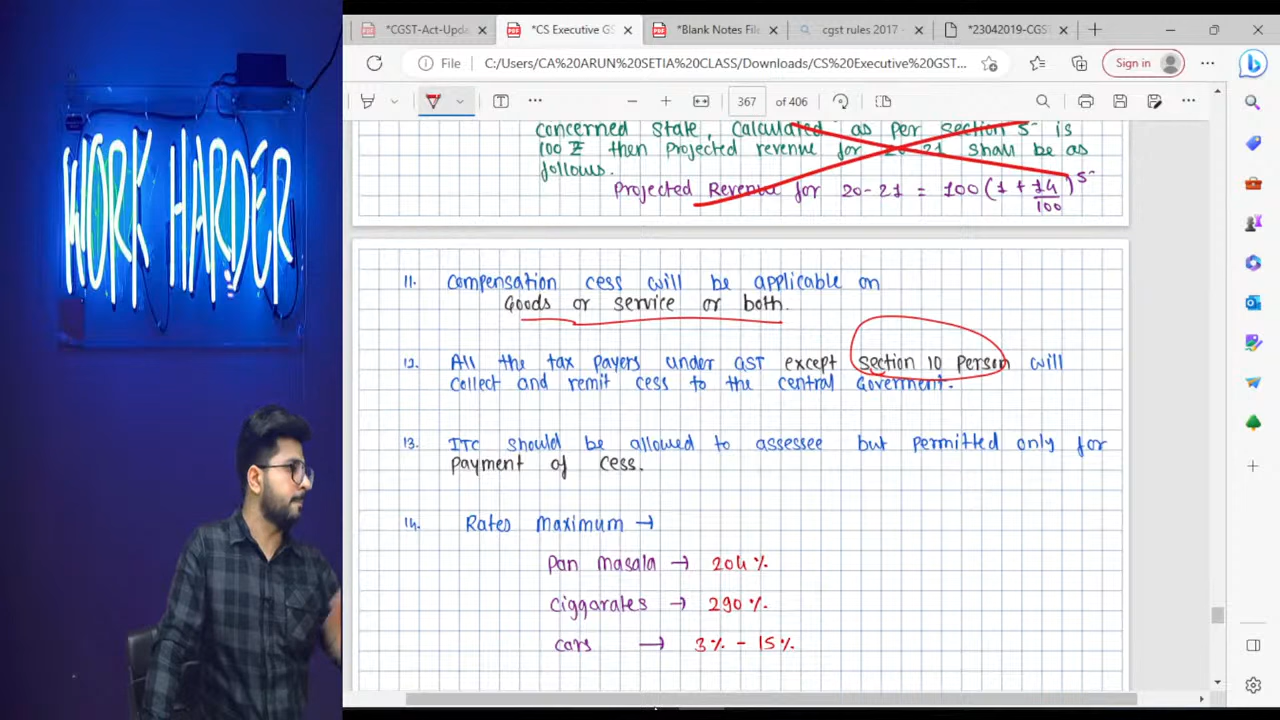 WORK HARDER
*CGST-Act-Upda
*CS Executive GS
*Blank Notes Fil
cgst rules 2017 -
*23042019-CGS
File
C:/Users/CA%20ARUN%20SETIA%20CLASS/Downloads/CS%20Executive%20GST...
Sign in
367 of 406
concerned State, Calculated as per section 5 is
100 Z then Projected revenue for 20-21 shall be as
follows.
Projected Revenue for 20-21 = 100 (1 + 14/100)^5
11. Compensation cess will be applicable on
Goods or service or both.
12. All the tax payers under GST except section 10 Person will
collect and remit cess to the central Goverment.
13. ITC should be allowed to assessee but permitted only for
payment of cess.
14. Rates Maximum →
Pan Masala → 204%.
Ciggarates → 290%.
Cars → 3% - 15%.